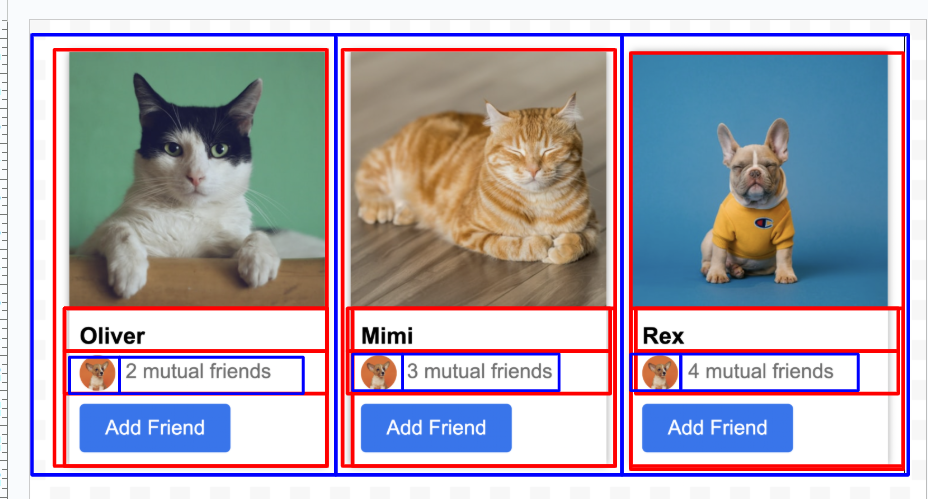 Oliver
2 mutual friends
Add Friend
Mimi
3 mutual friends
Add Friend
Rex
4 mutual friends
Add Friend